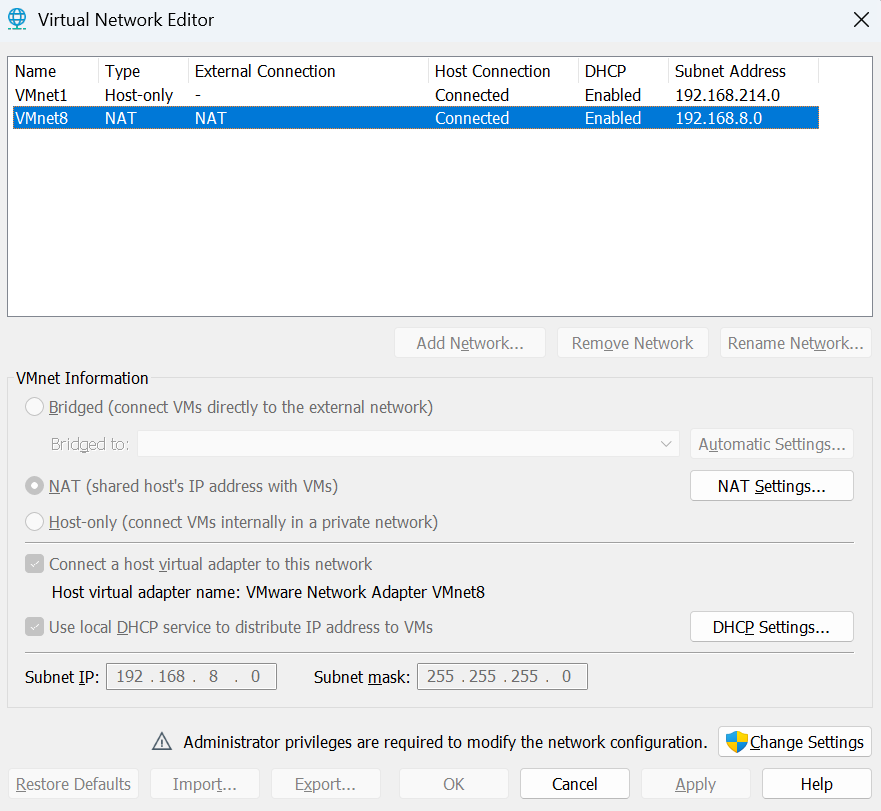 Virtual Network Editor
Name Type External Connection Host Connection DHCP Subnet Address
VMnet1 Host-only - Connected Enabled 192.168.214.0
VMnet8 NAT NAT Connected Enabled 192.168.8.0
Add Network... Remove Network Rename Network...
VMnet Information
Bridged (connect VMs directly to the external network)
Bridged to: Automatic Settings...
NAT (shared host's IP address with VMs) NAT Settings...
Host-only (connect VMs internally in a private network)
Connect a host virtual adapter to this network
Host virtual adapter name: VMware Network Adapter VMnet8
Use local DHCP service to distribute IP address to VMs DHCP Settings...
Subnet IP: 192 . 168 . 8 . 0 Subnet mask: 255 . 255 . 255 . 0
Administrator privileges are required to modify the network configuration. Change Settings
Restore Defaults Import... Export... OK Cancel Apply Help